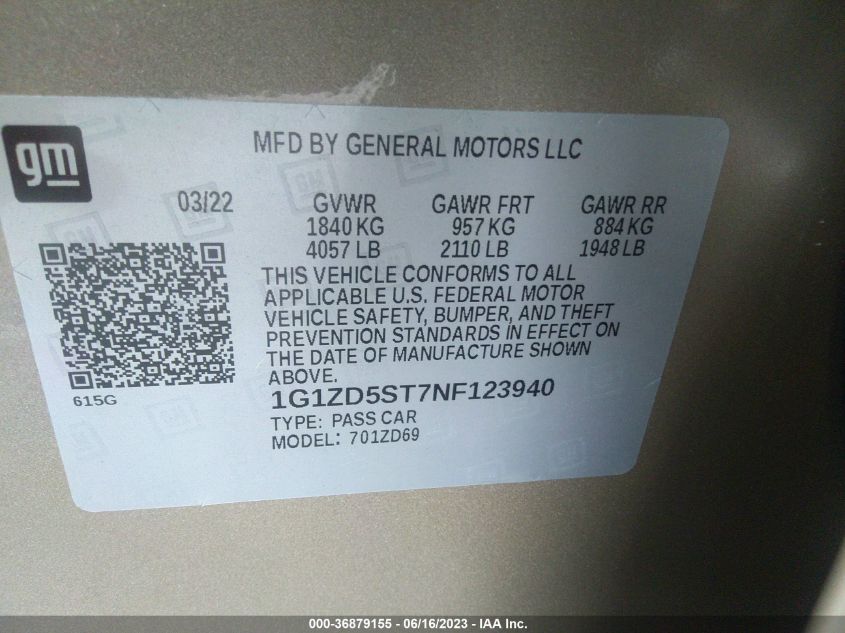 gm
MFD BY GENERAL MOTORS LLC
03/22 GVWR GAWR FRT GAWR RR
1840 KG 957 KG 884 KG
4057 LB 2110 LB 1948 LB
THIS VEHICLE CONFORMS TO ALL
APPLICABLE U.S. FEDERAL MOTOR
VEHICLE SAFETY, BUMPER, AND THEFT
PREVENTION STANDARDS IN EFFECT ON
THE DATE OF MANUFACTURE SHOWN
ABOVE.
615G
1G1ZD5ST7NF123940
TYPE: PASS CAR
MODEL: 701ZD69
000-36879155 - 06/16/2023 - IAA Inc.